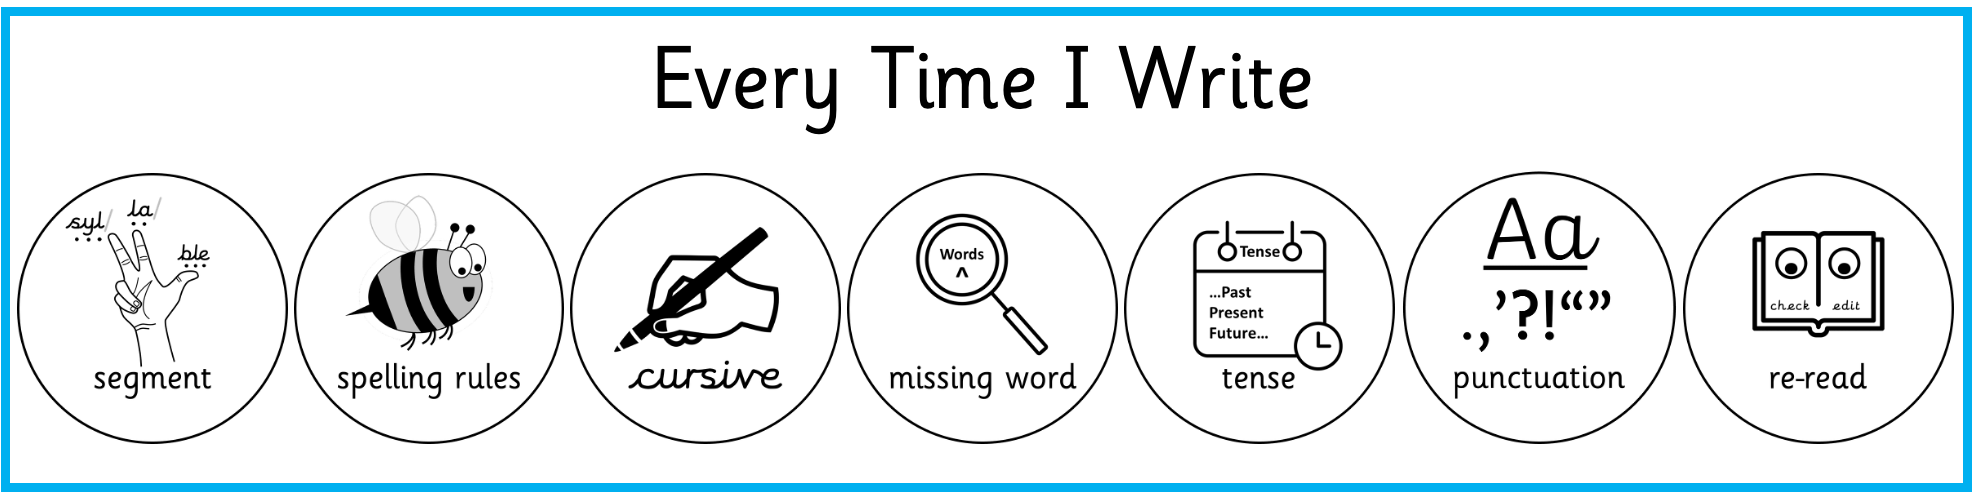 Every Time I Write
syl/ la/ ble
segment
spelling rules
cursive
Words
^
missing word
Tense
...Past
Present
Future...
tense
Aa
.,’?!“”
punctuation
check edit
re-read